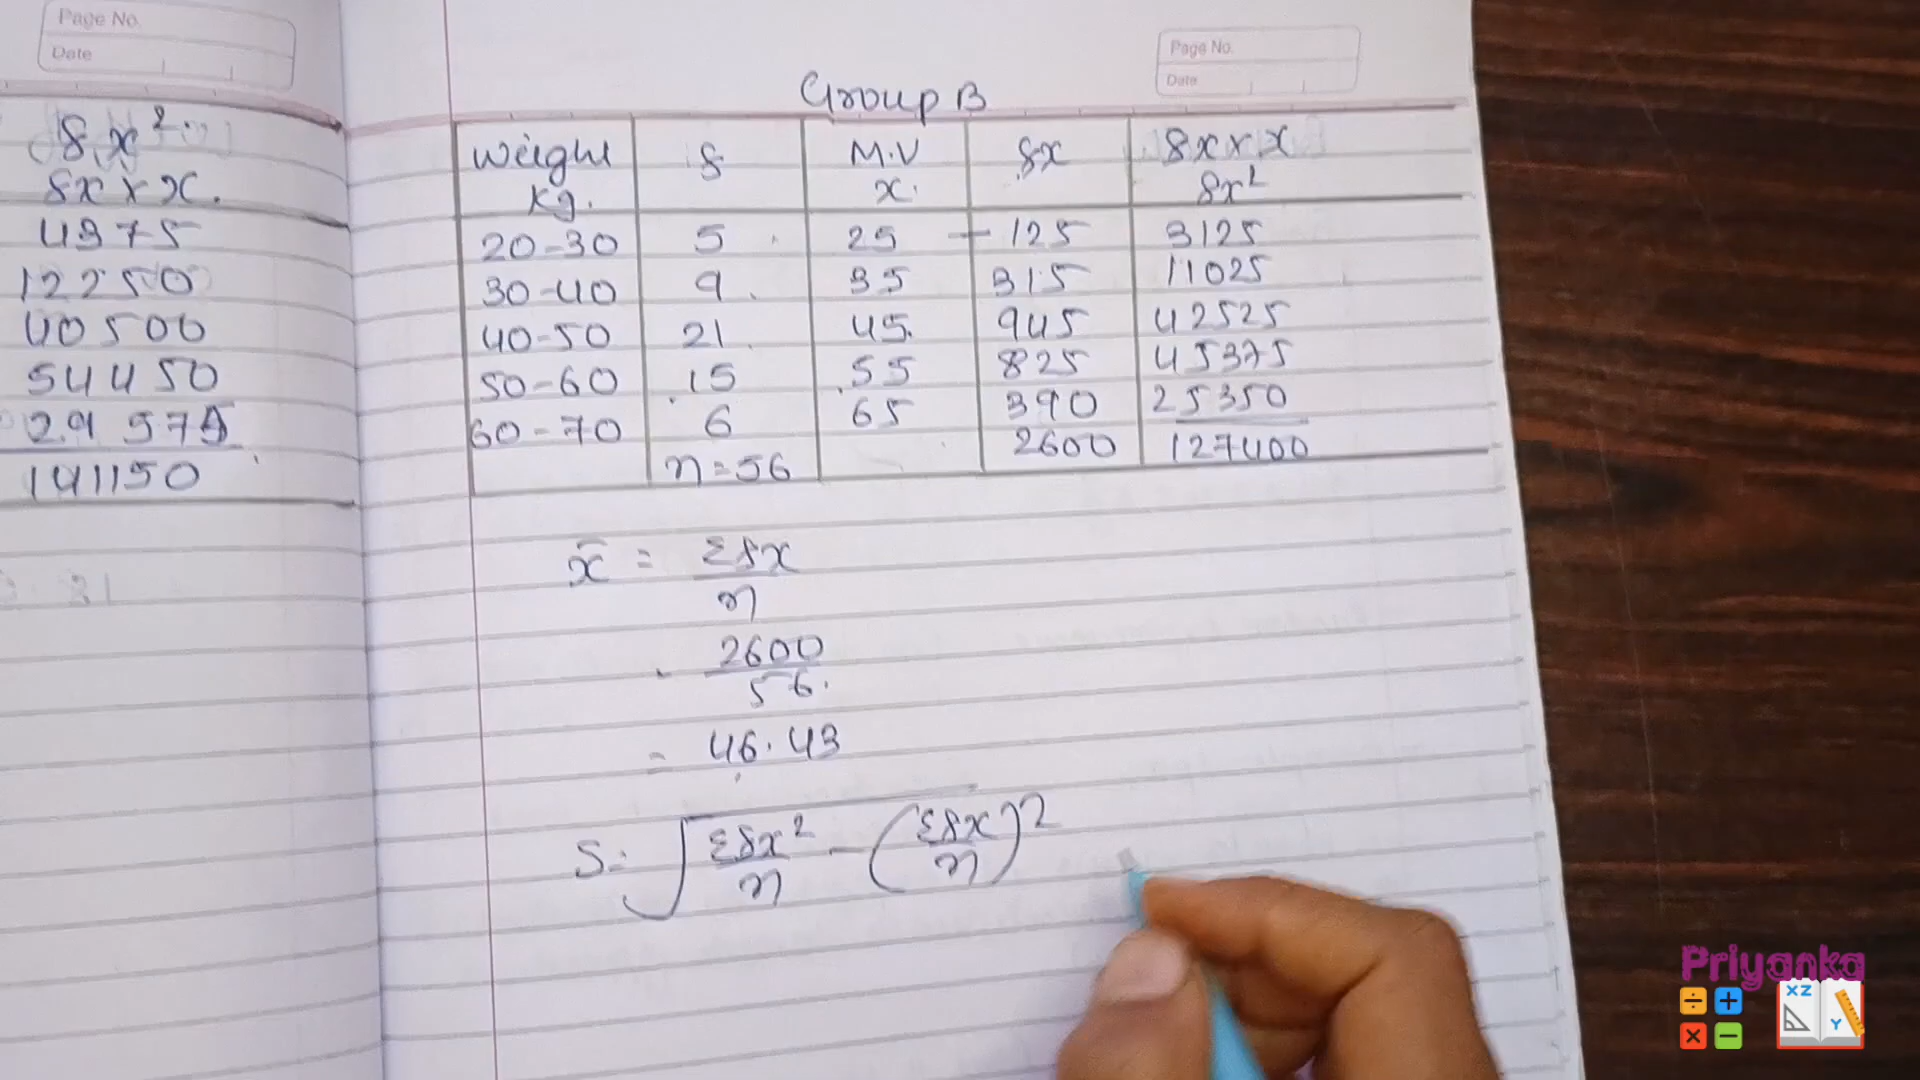 Page No.
Date
fx²
fx x x.
4375
12250
40500
54450
29575
141150
Page No.
Date
Group B
Weight Kg. f M.V x. fx fx x x fx²
20-30 5 25 125 3125
30-40 9 35 315 11025
40-50 21 45 945 42525
50-60 15 55 825 45375
60-70 6 65 390 25350
n=56 2600 127400
x̄ = Σfx / n
2600 / 56
= 46.43
S= √ Σfx² / n - (Σfx / n)²
Priyanka
÷ + XZ
× − Y